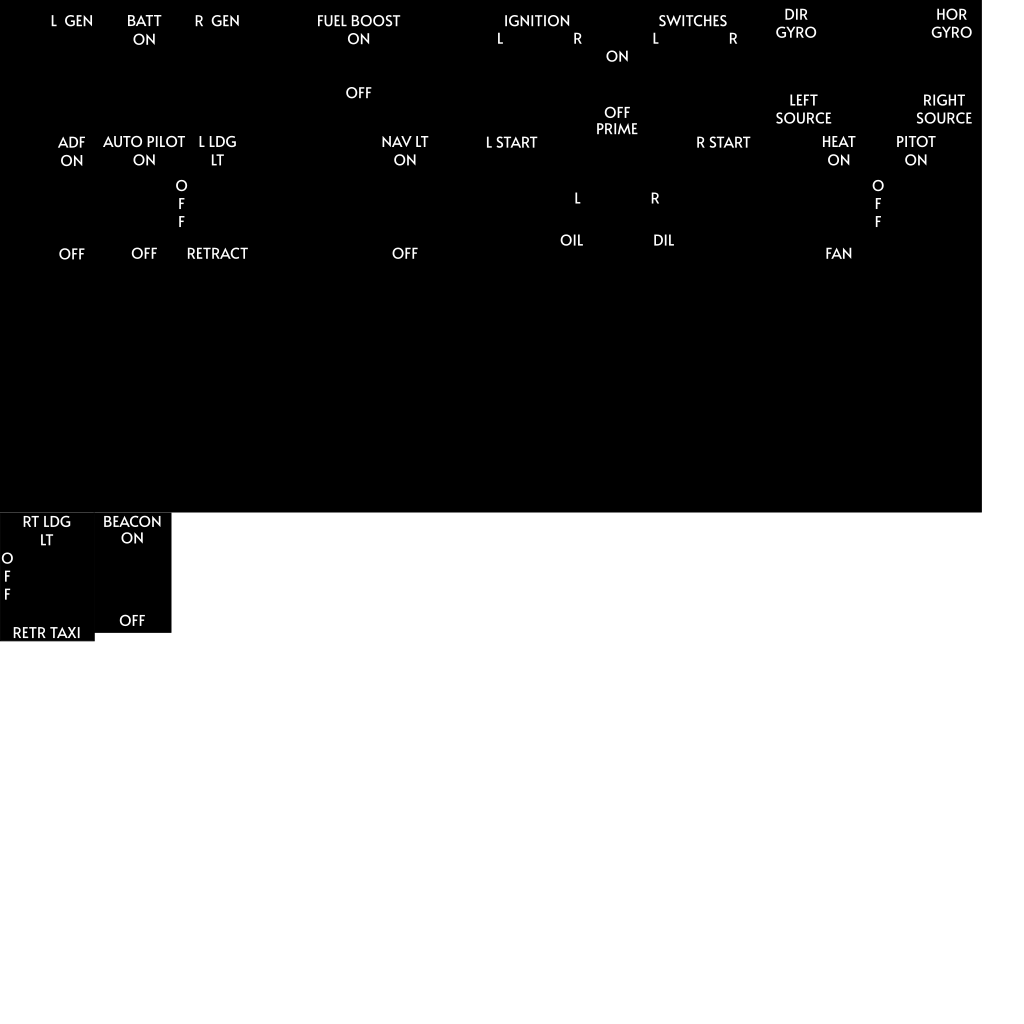 L GEN BATT R GEN FUEL BOOST IGNITION SWITCHES DIR HOR
ON ON L R L R GYRO GYRO
ON
OFF LEFT RIGHT
OFF SOURCE SOURCE
PRIME
ADF AUTO PILOT L LDG NAV LT L START R START HEAT PITOT
ON ON LT ON ON ON
O O
F L R F
F F
OIL DIL
OFF OFF RETRACT OFF FAN
RT LDG BEACON
LT ON
O
F
F
OFF
RETR TAXI